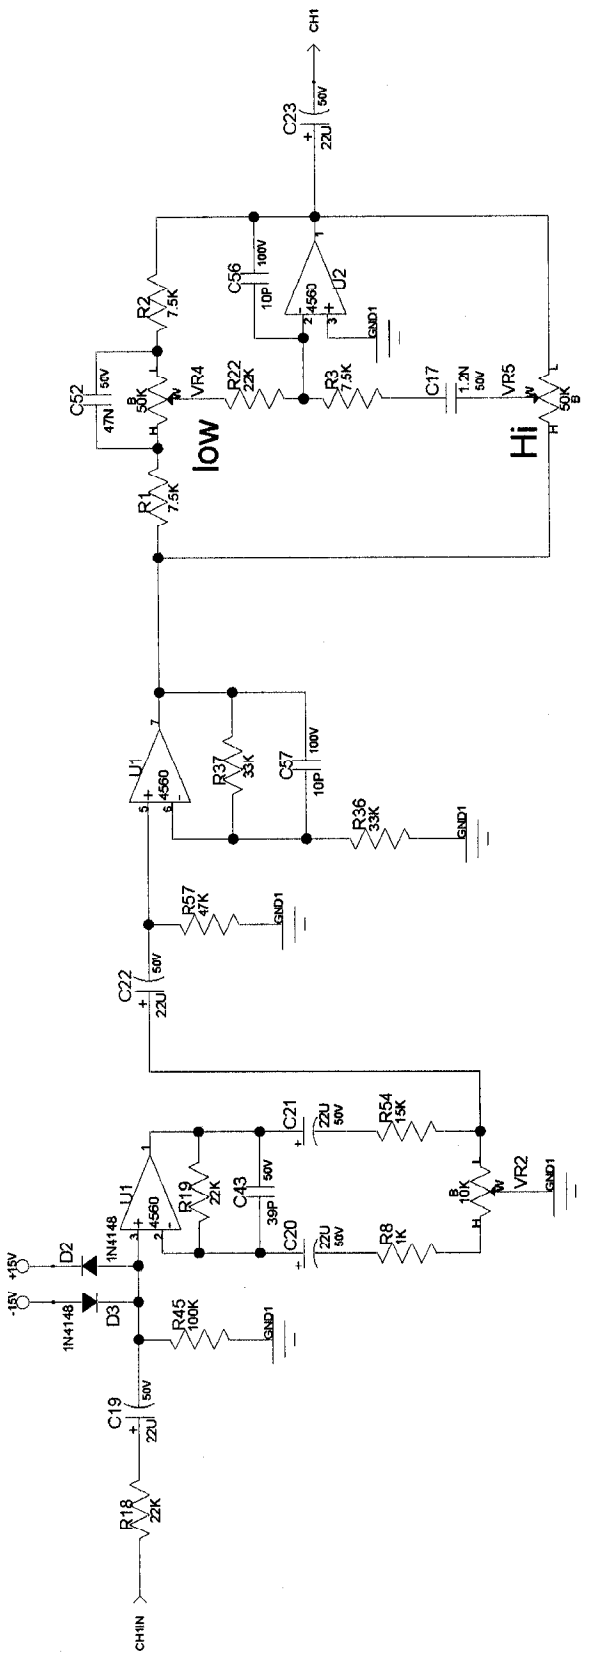 CH1IN
R18
22K
C19
+
50V
22U
-15V
+15V
1N4148
D3
D2
1N4148
R45
100K
GND1
U1
3
+
2
-
4560
1
R19
22K
C43
50V
39P
C20
+
22U
50V
C21
+
22U
50V
R8
1K
R54
15K
H
B
10K
L
W
VR2
GND1
C22
+
50V
22U
R57
47K
GND1
U1
5
+
6
-
4560
7
R37
33K
C57
100V
10P
R36
33K
GND1
R1
7.5K
C52
50V
47N
H
B
50K
L
W
VR4
low
R2
7.5K
R22
22K
C56
100V
10P
2
-
3
+
4560
1
U2
GND1
R3
7.5K
C17
1.2N
50V
VR5
W
Hi
H
50K
B
L
C23
+
50V
22U
CH1